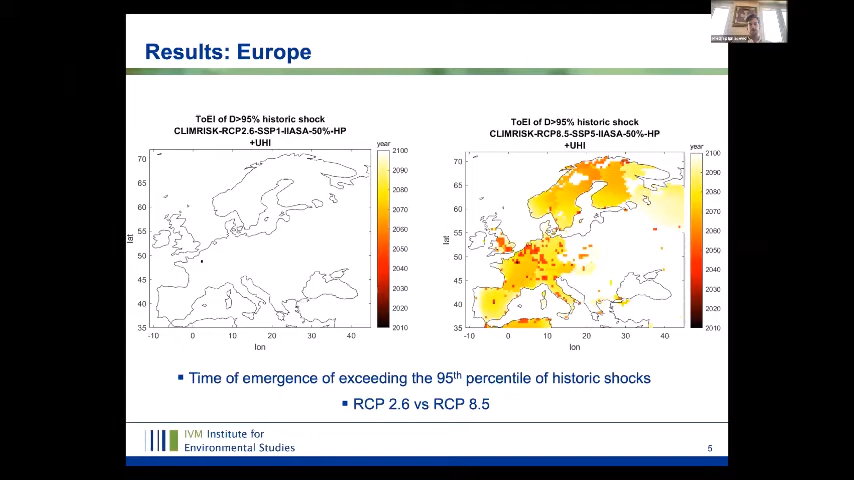 Results: Europe
ToEI of D>95% historic shock
CLIMRISK-RCP2.6-SSP1-IIASA-50%-HP
+UHI
year
2100
2090
2080
2070
2060
2050
2040
2030
2020
2010
70
65
60
55
50
45
40
35
lat
-10
0
10
20
30
40
lon
ToEI of D>95% historic shock
CLIMRISK-RCP8.5-SSP5-IIASA-50%-HP
+UHI
year
2100
2090
2080
2070
2060
2050
2040
2030
2020
2010
70
65
60
55
50
45
40
35
lat
-10
0
10
20
30
40
lon
▪ Time of emergence of exceeding the 95th percentile of historic shocks
▪ RCP 2.6 vs RCP 8.5
IVM Institute for
Environmental Studies
5